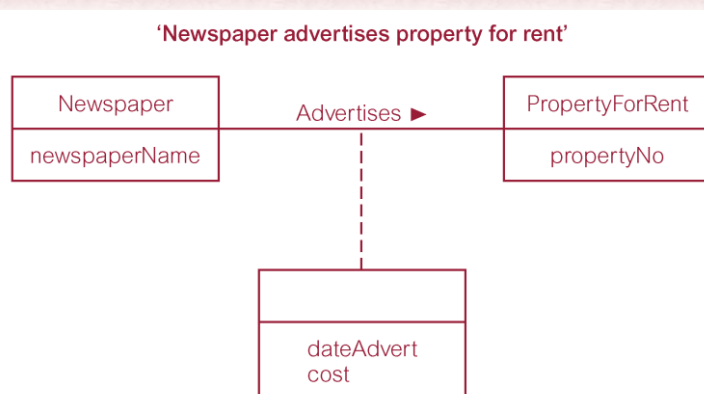 ‘Newspaper advertises property for rent’
Newspaper
Advertises ►
PropertyForRent
newspaperName
propertyNo
dateAdvert
cost